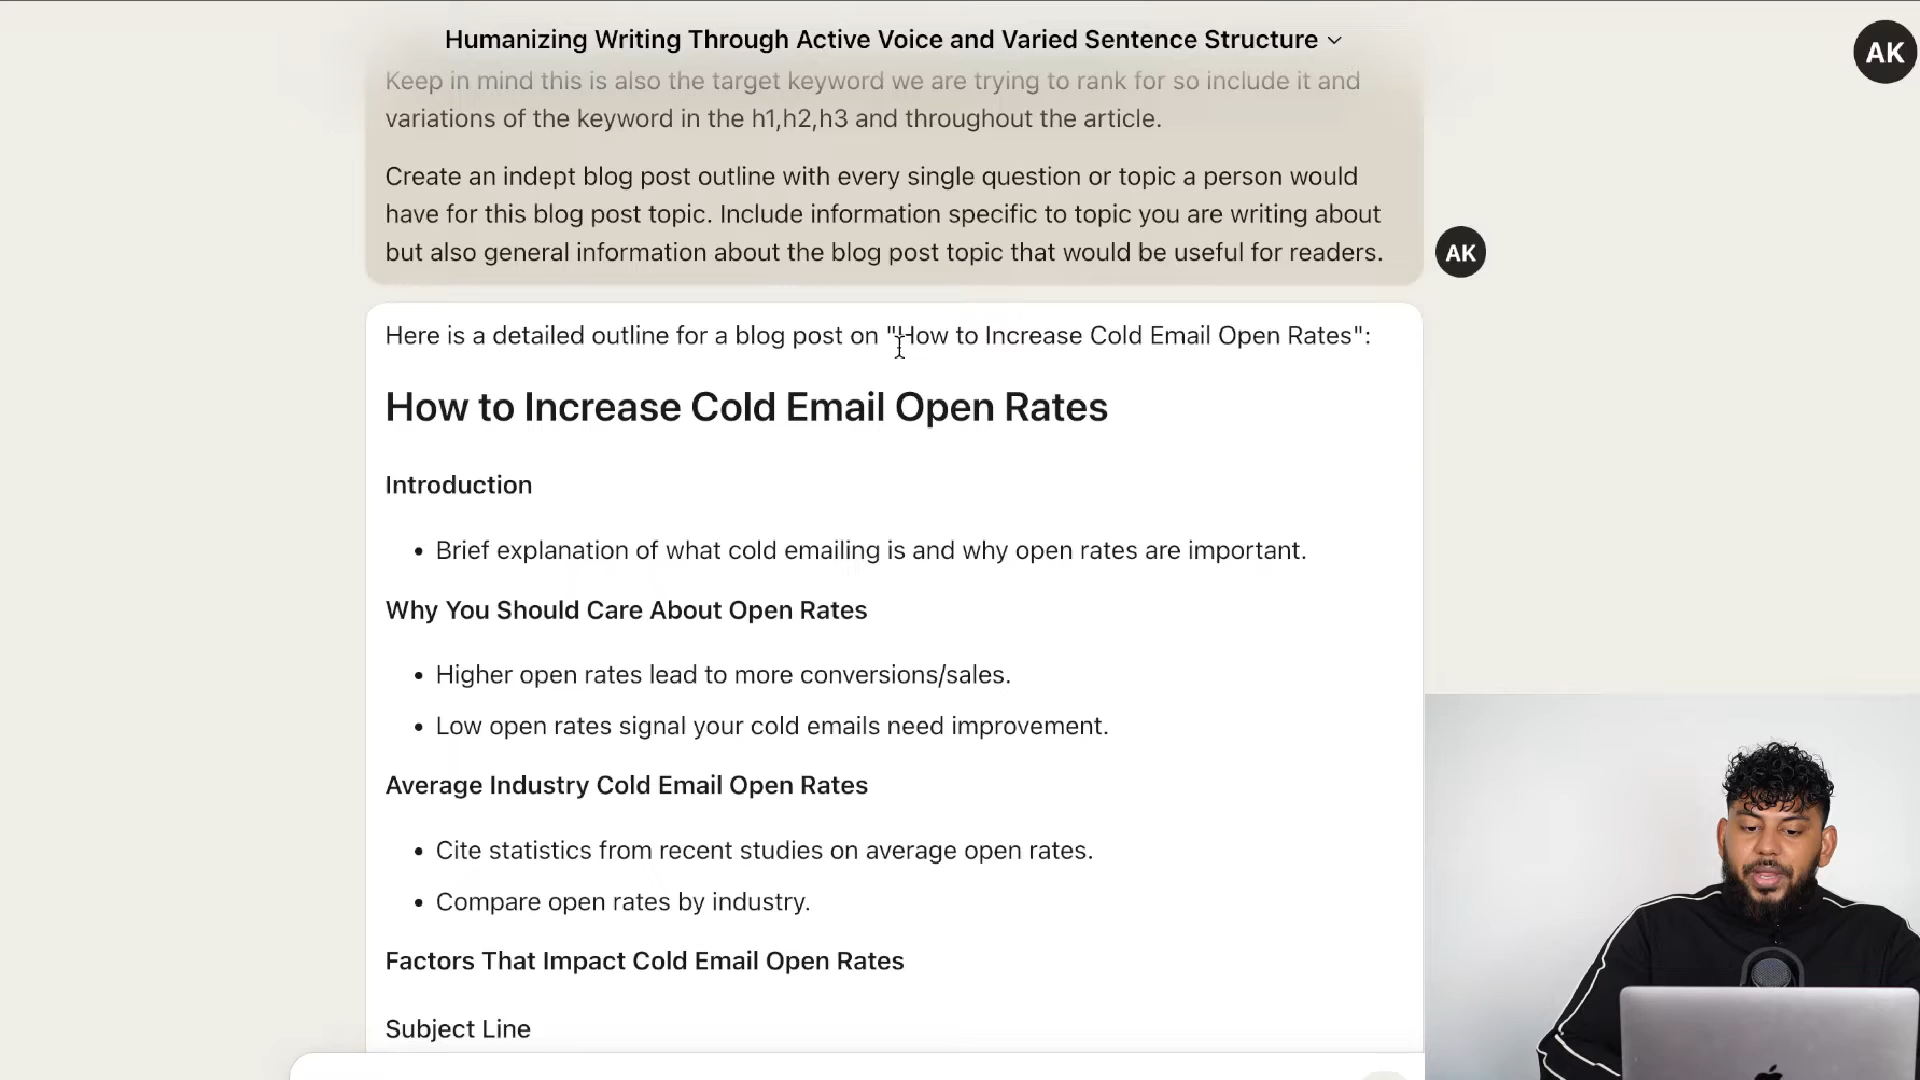 Humanizing Writing Through Active Voice and Varied Sentence Structure
AK
Keep in mind this is also the target keyword we are trying to rank for so include it and
variations of the keyword in the h1,h2,h3 and throughout the article.
Create an indept blog post outline with every single question or topic a person would
have for this blog post topic. Include information specific to topic you are writing about
but also general information about the blog post topic that would be useful for readers.
AK
Here is a detailed outline for a blog post on "How to Increase Cold Email Open Rates":
How to Increase Cold Email Open Rates
Introduction
• Brief explanation of what cold emailing is and why open rates are important.
Why You Should Care About Open Rates
• Higher open rates lead to more conversions/sales.
• Low open rates signal your cold emails need improvement.
Average Industry Cold Email Open Rates
• Cite statistics from recent studies on average open rates.
• Compare open rates by industry.
Factors That Impact Cold Email Open Rates
Subject Line